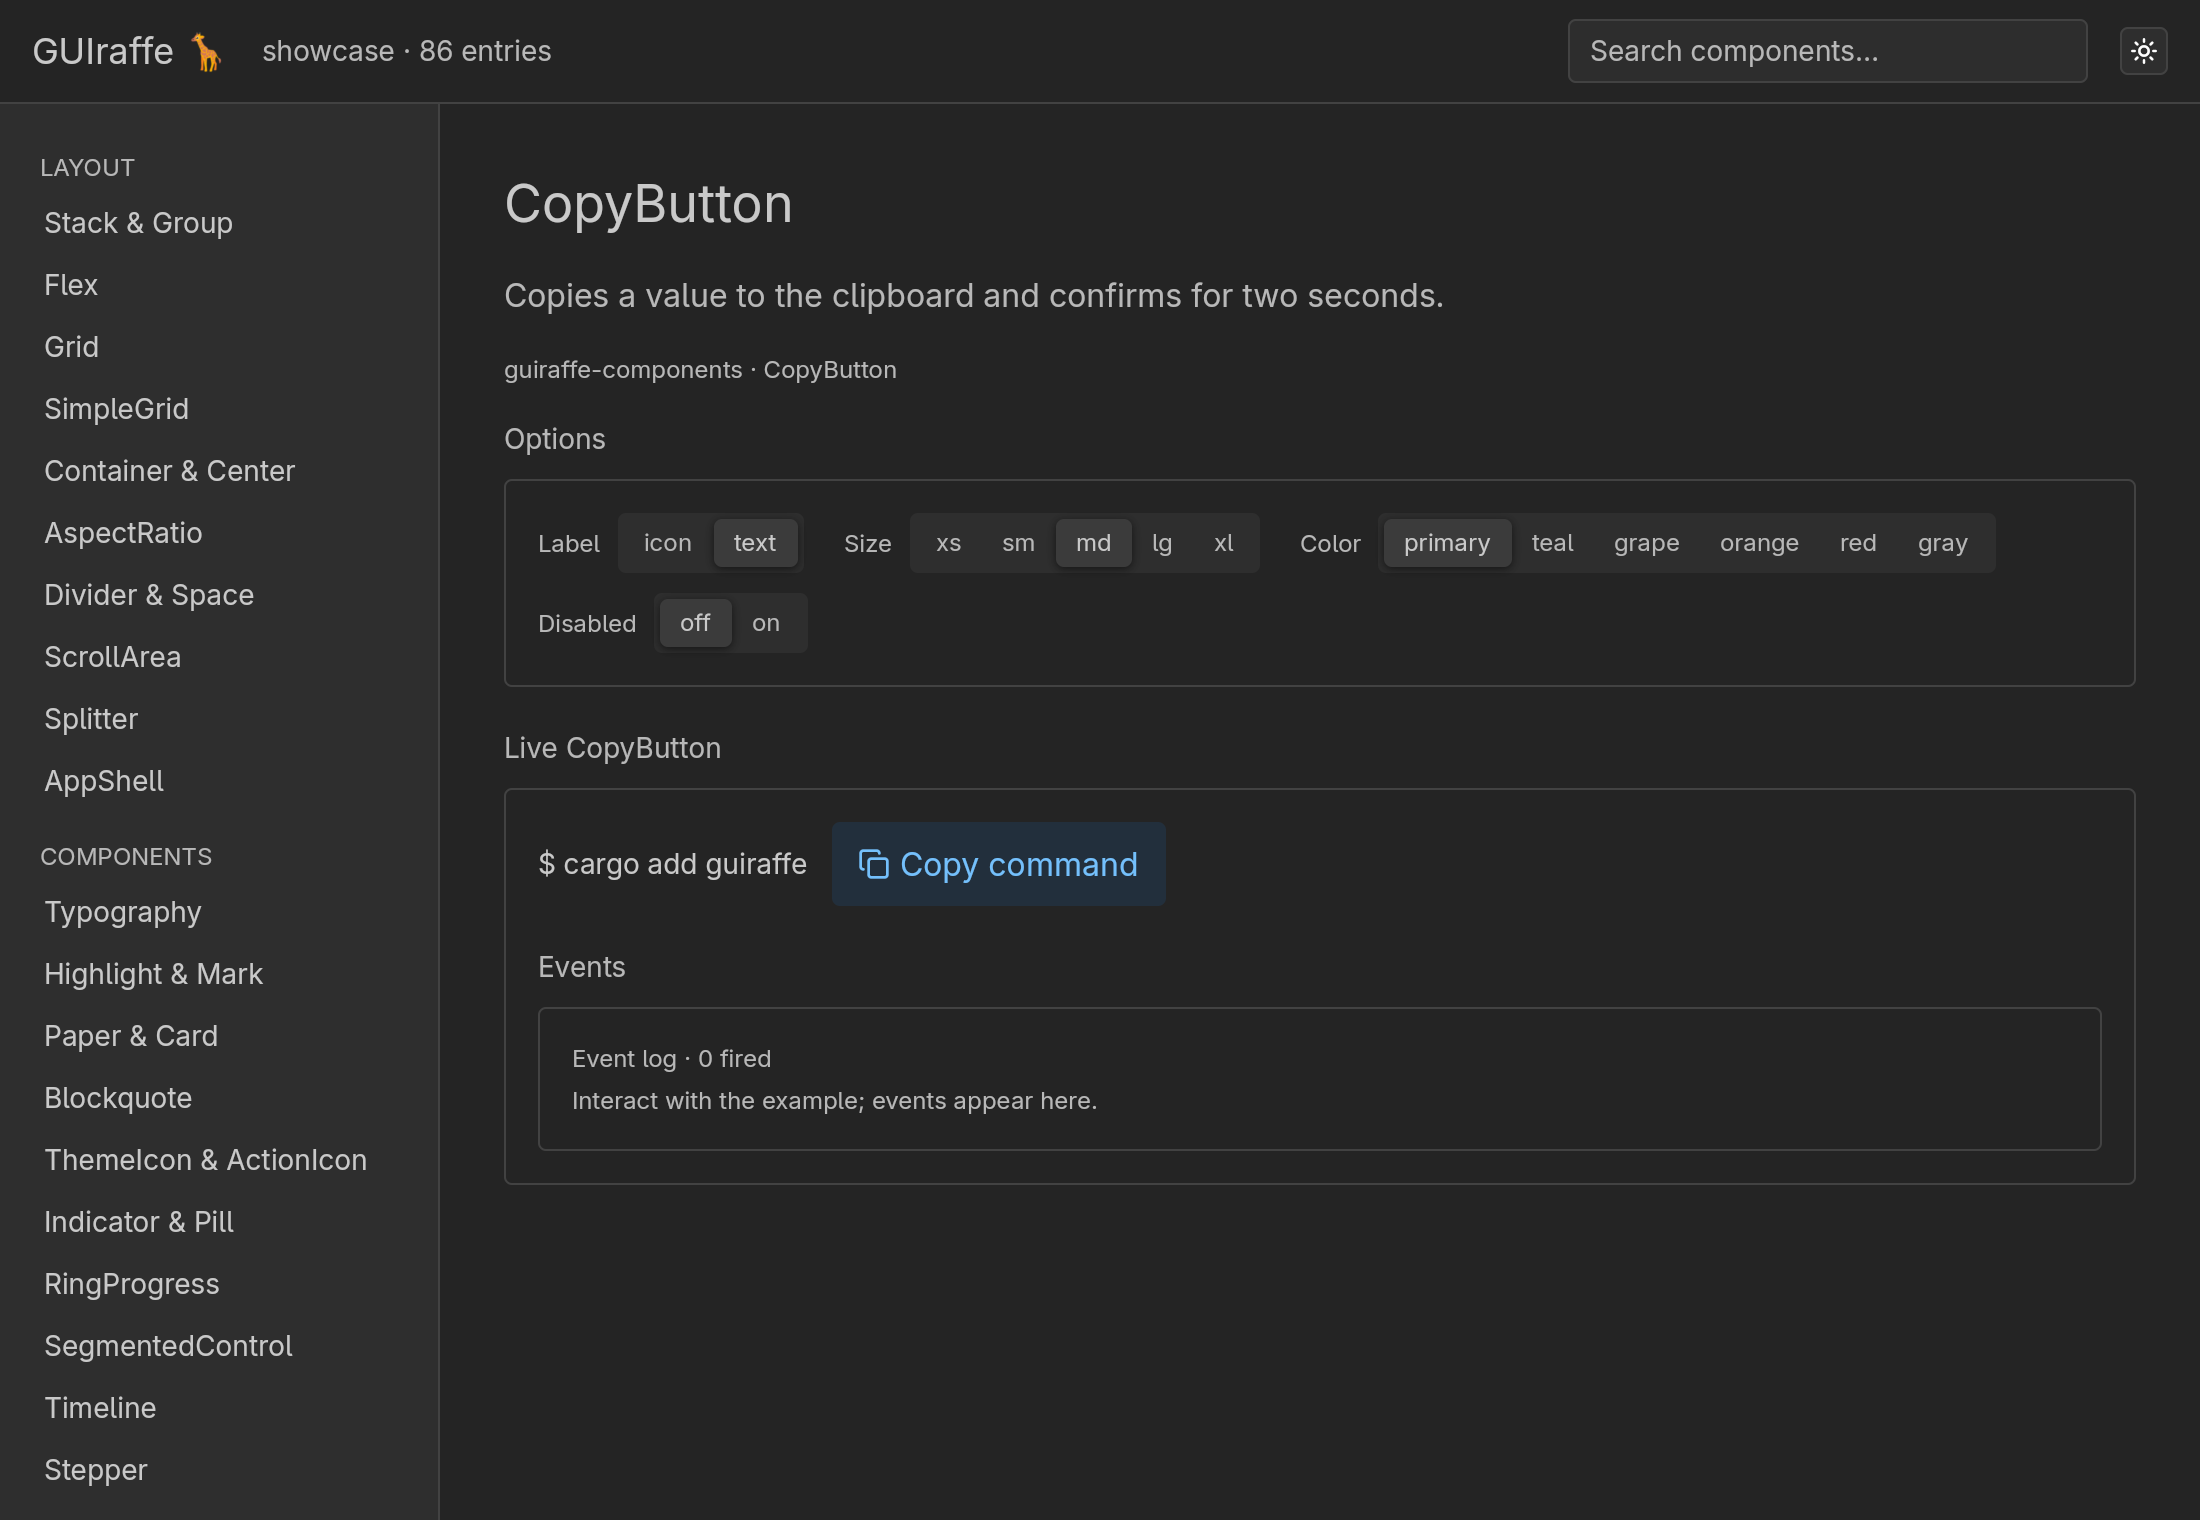 GUIraffe 🦒 showcase · 86 entries Search components...
LAYOUT
Stack & Group
Flex
Grid
SimpleGrid
Container & Center
AspectRatio
Divider & Space
ScrollArea
Splitter
AppShell
COMPONENTS
Typography
Highlight & Mark
Paper & Card
Blockquote
ThemeIcon & ActionIcon
Indicator & Pill
RingProgress
SegmentedControl
Timeline
Stepper
CopyButton
Copies a value to the clipboard and confirms for two seconds.
guiraffe-components · CopyButton
Options
Label icon text Size xs sm md lg xl Color primary teal grape orange red gray
Disabled off on
Live CopyButton
$ cargo add guiraffe Copy command
Events
Event log · 0 fired
Interact with the example; events appear here.